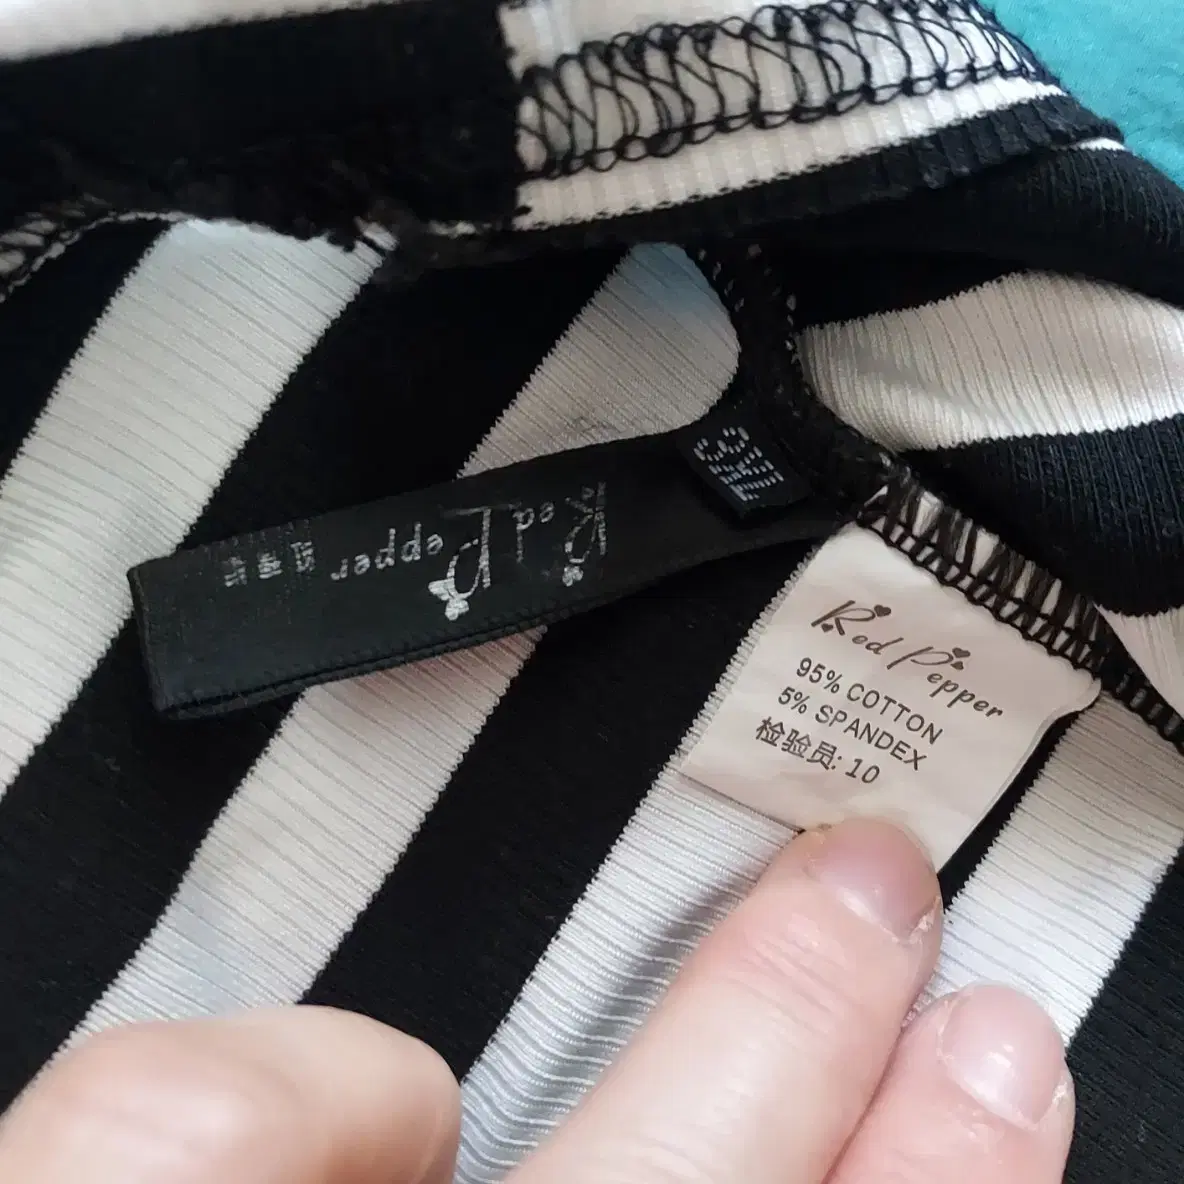 Red Pepper
Red Pepper
95% COTTON
5% SPANDEX
检验员: 10